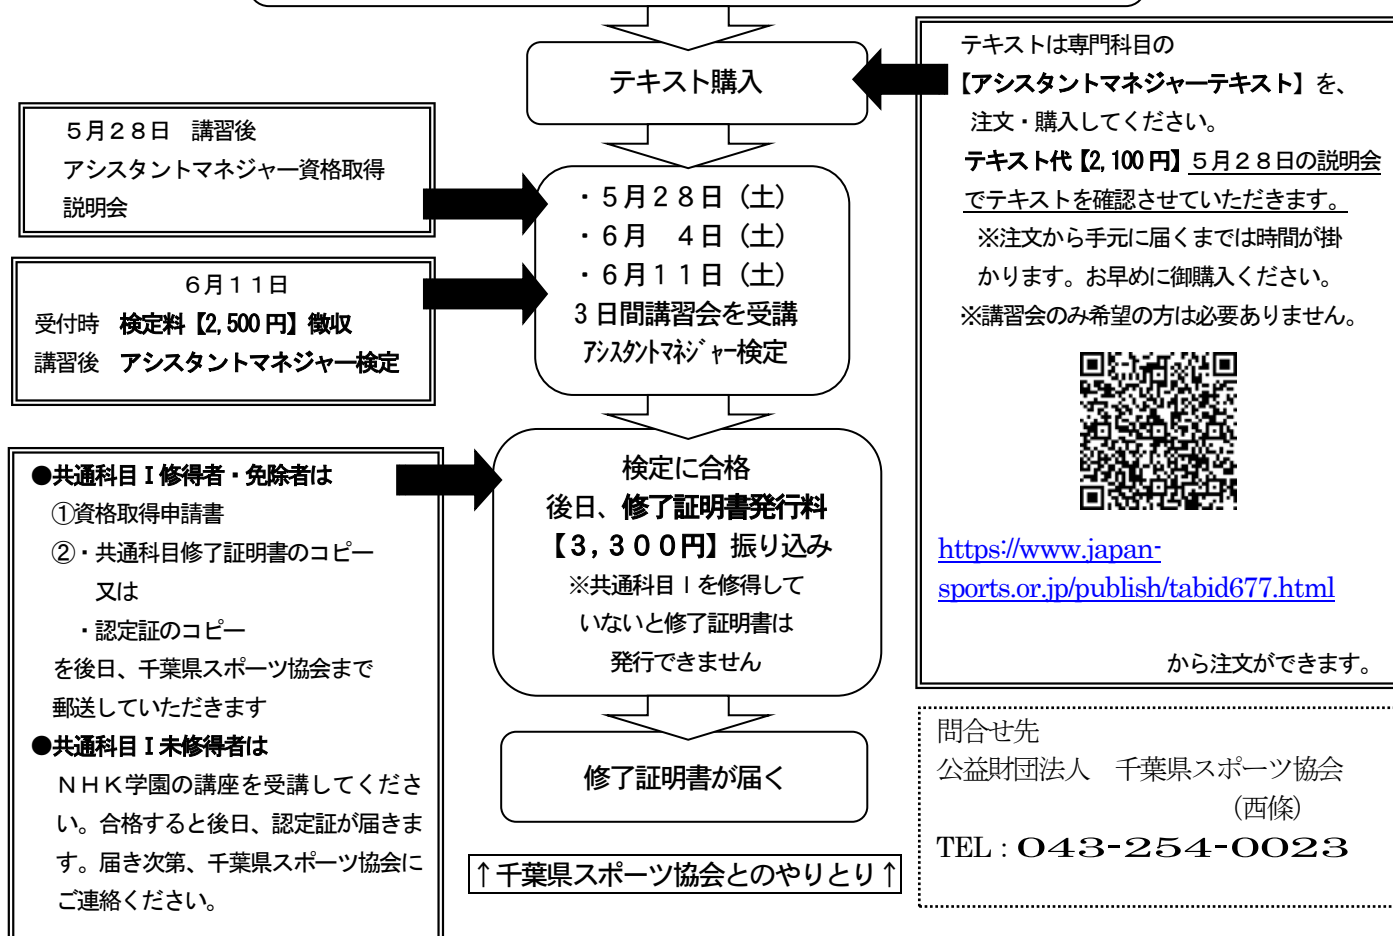 テキスト購入
テキストは専門科目の
【アシスタントマネジャーテキスト】を、
注文・購入してください。
テキスト代【2,100円】５月２８日の説明会
でテキストを確認させていただきます。
※注文から手元に届くまでは時間が掛
かります。お早めに御購入ください。
※講習会のみ希望の方は必要ありません。
https://www.japan-
sports.or.jp/publish/tabid677.html
から注文ができます。
５月２８日　講習後
アシスタントマネジャー資格取得
説明会
・５月２８日（土）
・６月　４日（土）
・６月１１日（土）
３日間講習会を受講
ｱｼｽﾀﾝﾄﾏﾈｼﾞｬｰ検定
６月１１日
受付時　検定料【2,500円】徴収
講習後　アシスタントマネジャー検定
検定に合格
後日、修了証明書発行料
【３,３００円】振り込み
※共通科目Ⅰを修得して
いないと修了証明書は
発行できません
●共通科目Ⅰ修得者・免除者は
①資格取得申請書
②・共通科目修了証明書のコピー
又は
・認定証のコピー
を後日、千葉県スポーツ協会まで
郵送していただきます
●共通科目Ⅰ未修得者は
ＮＨＫ学園の講座を受講してくださ
い。合格すると後日、認定証が届きま
す。届き次第、千葉県スポーツ協会に
ご連絡ください。
修了証明書が届く
↑千葉県スポーツ協会とのやりとり↑
問合せ先
公益財団法人　千葉県スポーツ協会
（西條）
TEL：043-254-0023